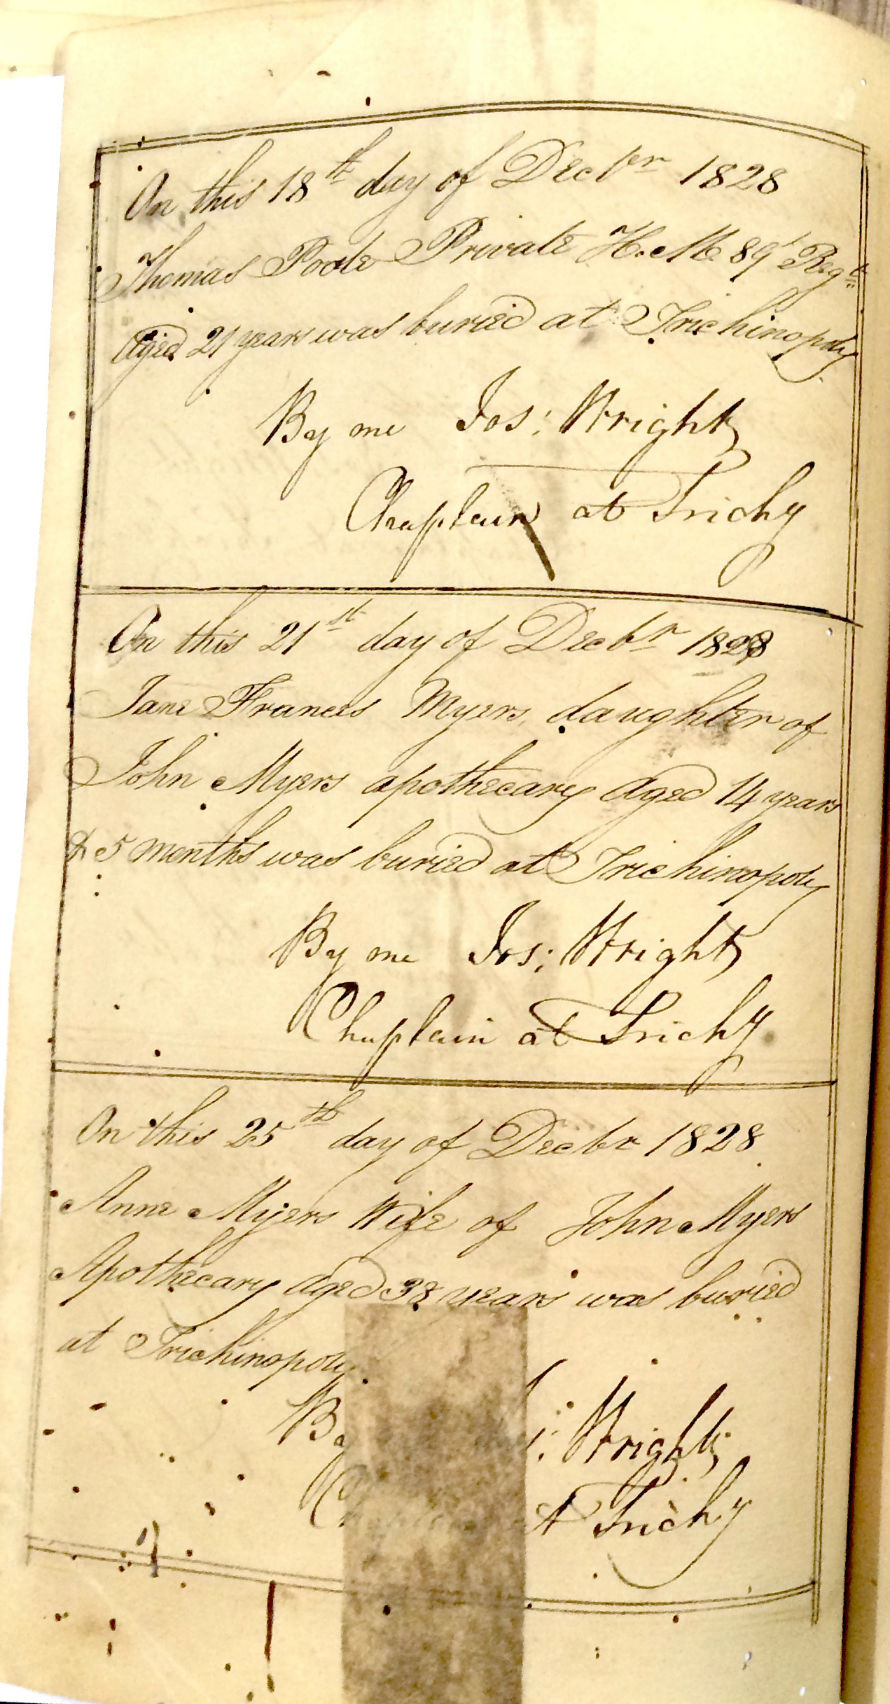 On this 18th day of Decbr 1828
Thomas Poole Private H. M. 89t Regt
Aged 21 years was buried at Trichinopoly
By me Jos: Wright
Chaplain at Trichy
On this 21st day of Decbr 1828
Jane Frances Myers, daughter of
John Myers apothecary aged 14 years
& 5 months was buried at Trichinopoly
By me Jos: Wright
Chaplain at Trichy
On this 25th day of Decbr 1828
Anne Myers Wife of John Myers
Apothecary aged 38 years was buried
at Trichinopoly
By : Wright
Trichy